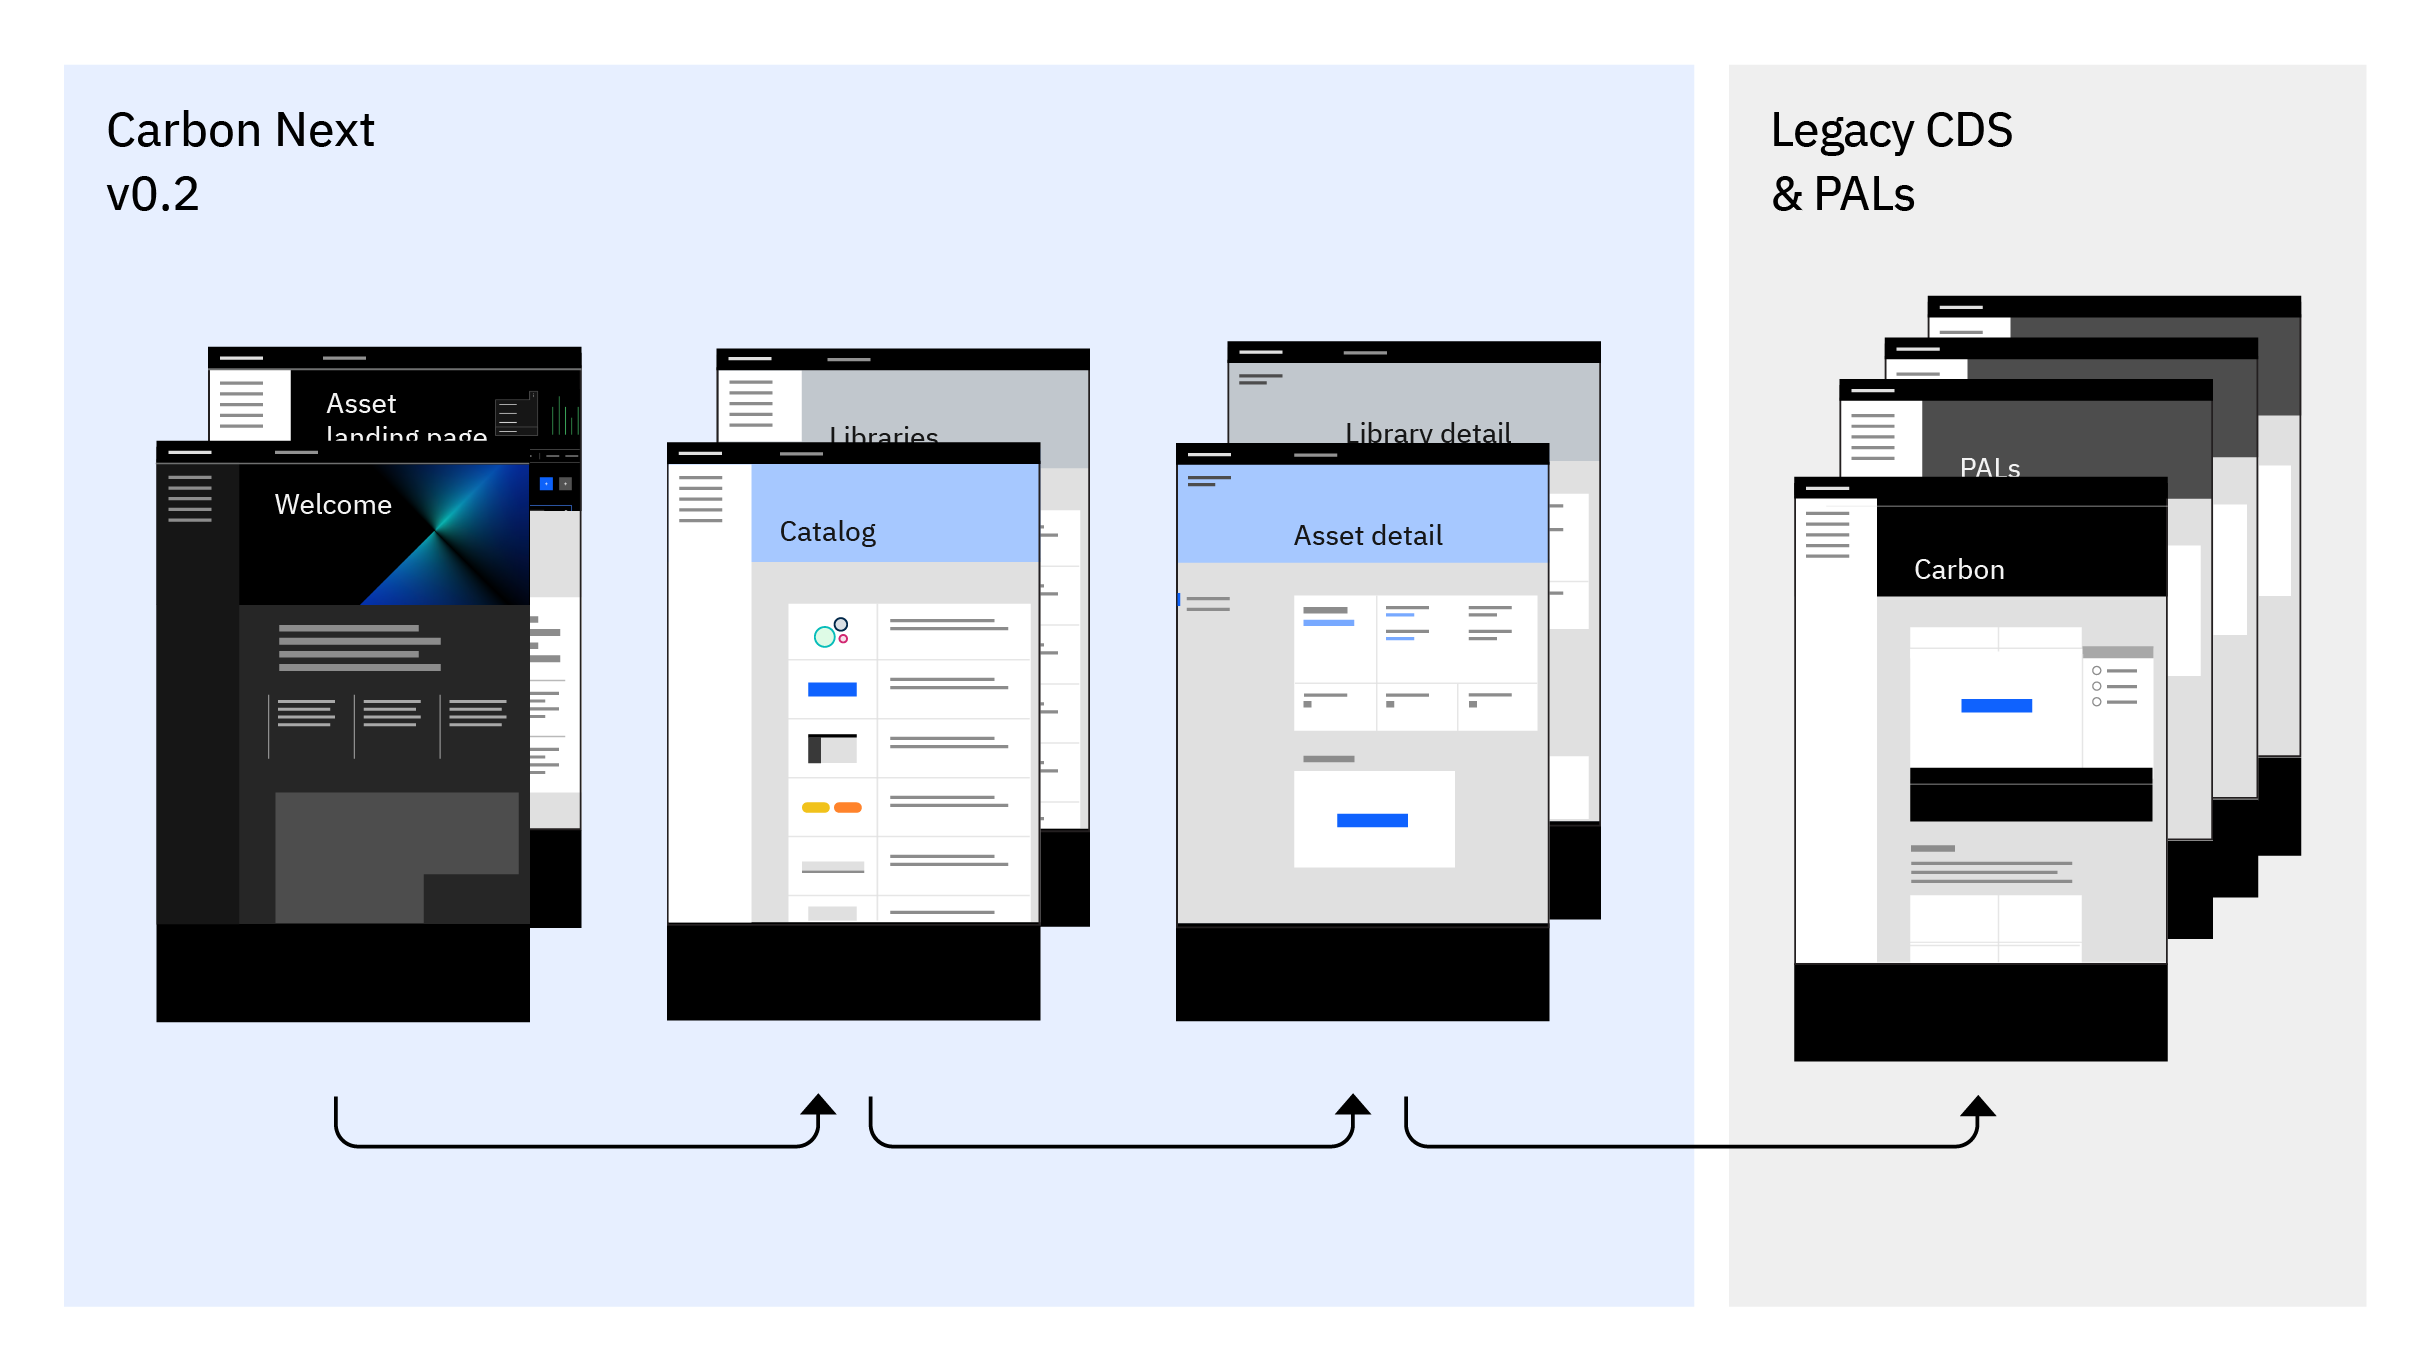 Carbon Next
v0.2
Legacy CDS
& PALs
Asset
landing page
Welcome
Libraries
Catalog
Library detail
Asset detail
PALs
Carbon